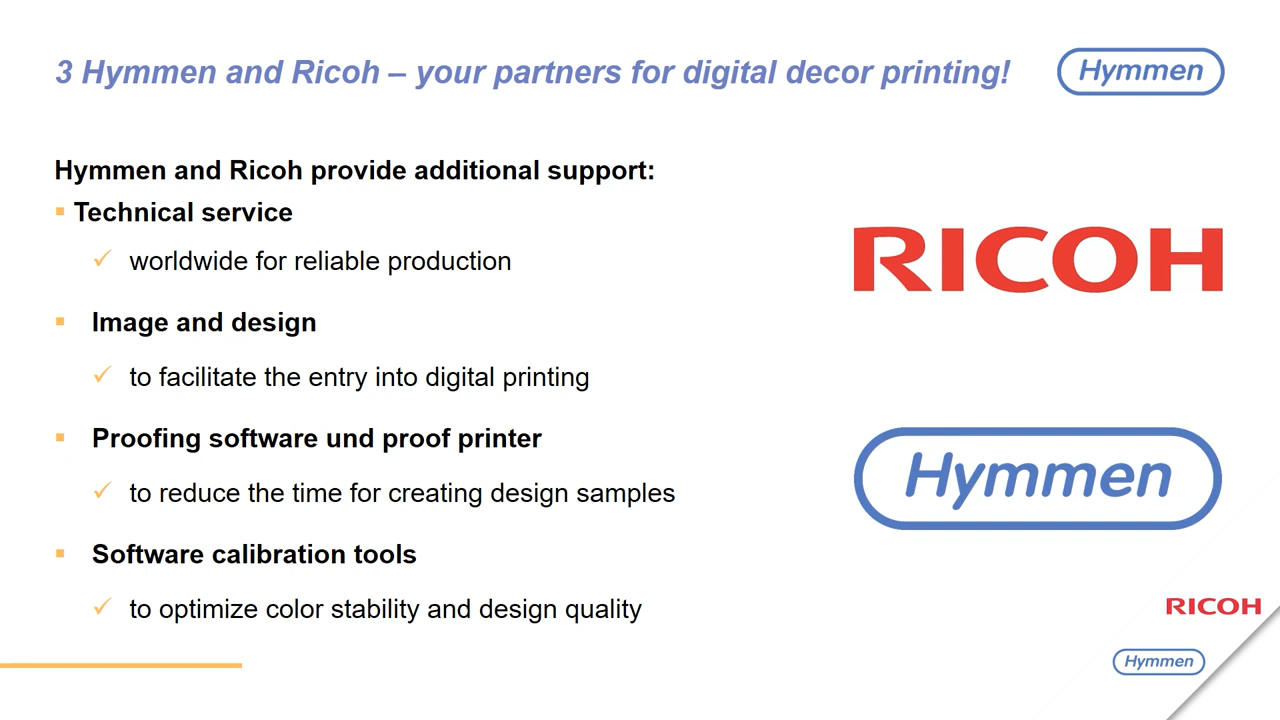 3 Hymmen and Ricoh – your partners for digital decor printing!
Hymmen
Hymmen and Ricoh provide additional support:
Technical service
worldwide for reliable production
Image and design
to facilitate the entry into digital printing
Proofing software und proof printer
to reduce the time for creating design samples
Software calibration tools
to optimize color stability and design quality
RICOH
Hymmen
RICOH
Hymmen